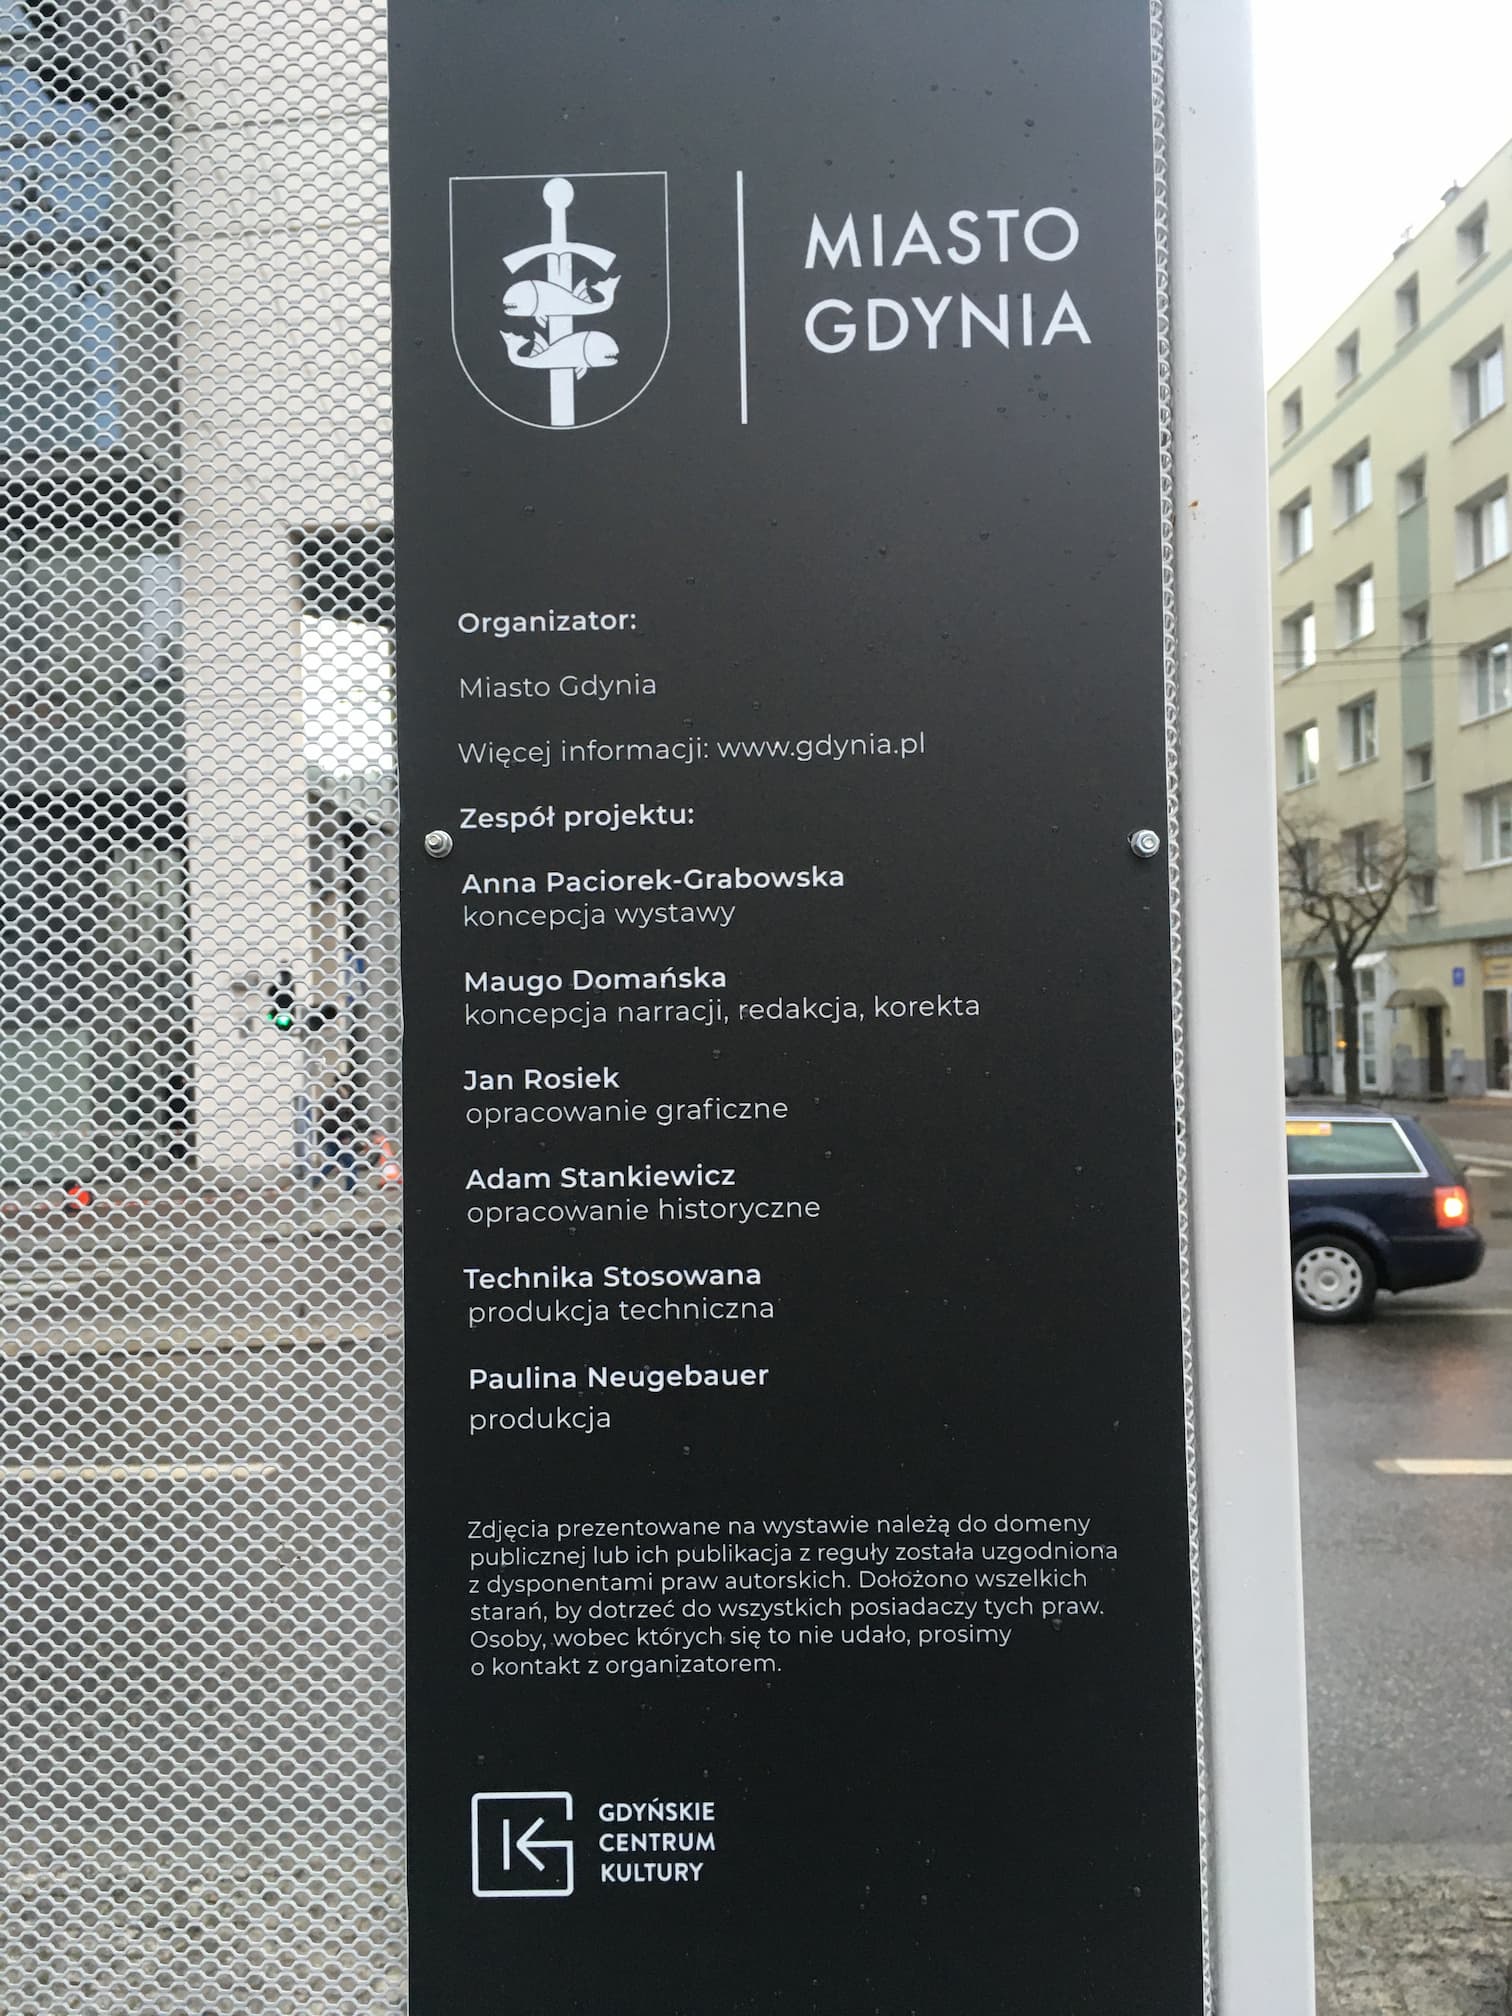 MIASTO
GDYNIA
Organizator:
Miasto Gdynia
Więcej informacji: www.gdynia.pl
Zespół projektu:
Anna Paciorek-Grabowska
koncepcja wystawy
Maugo Domańska
koncepcja narracji, redakcja, korekta
Jan Rosiek
opracowanie graficzne
Adam Stankiewicz
opracowanie historyczne
Technika Stosowana
produkcja techniczna
Paulina Neugebauer
produkcja
Zdjęcia prezentowane na wystawie należą do domeny
publicznej lub ich publikacja z reguły została uzgodniona
z dysponentami praw autorskich. Dołożono wszelkich
starań, by dotrzeć do wszystkich posiadaczy tych praw.
Osoby, wobec których się to nie udało, prosimy
o kontakt z organizatorem.
GDYŃSKIE
CENTRUM
KULTURY